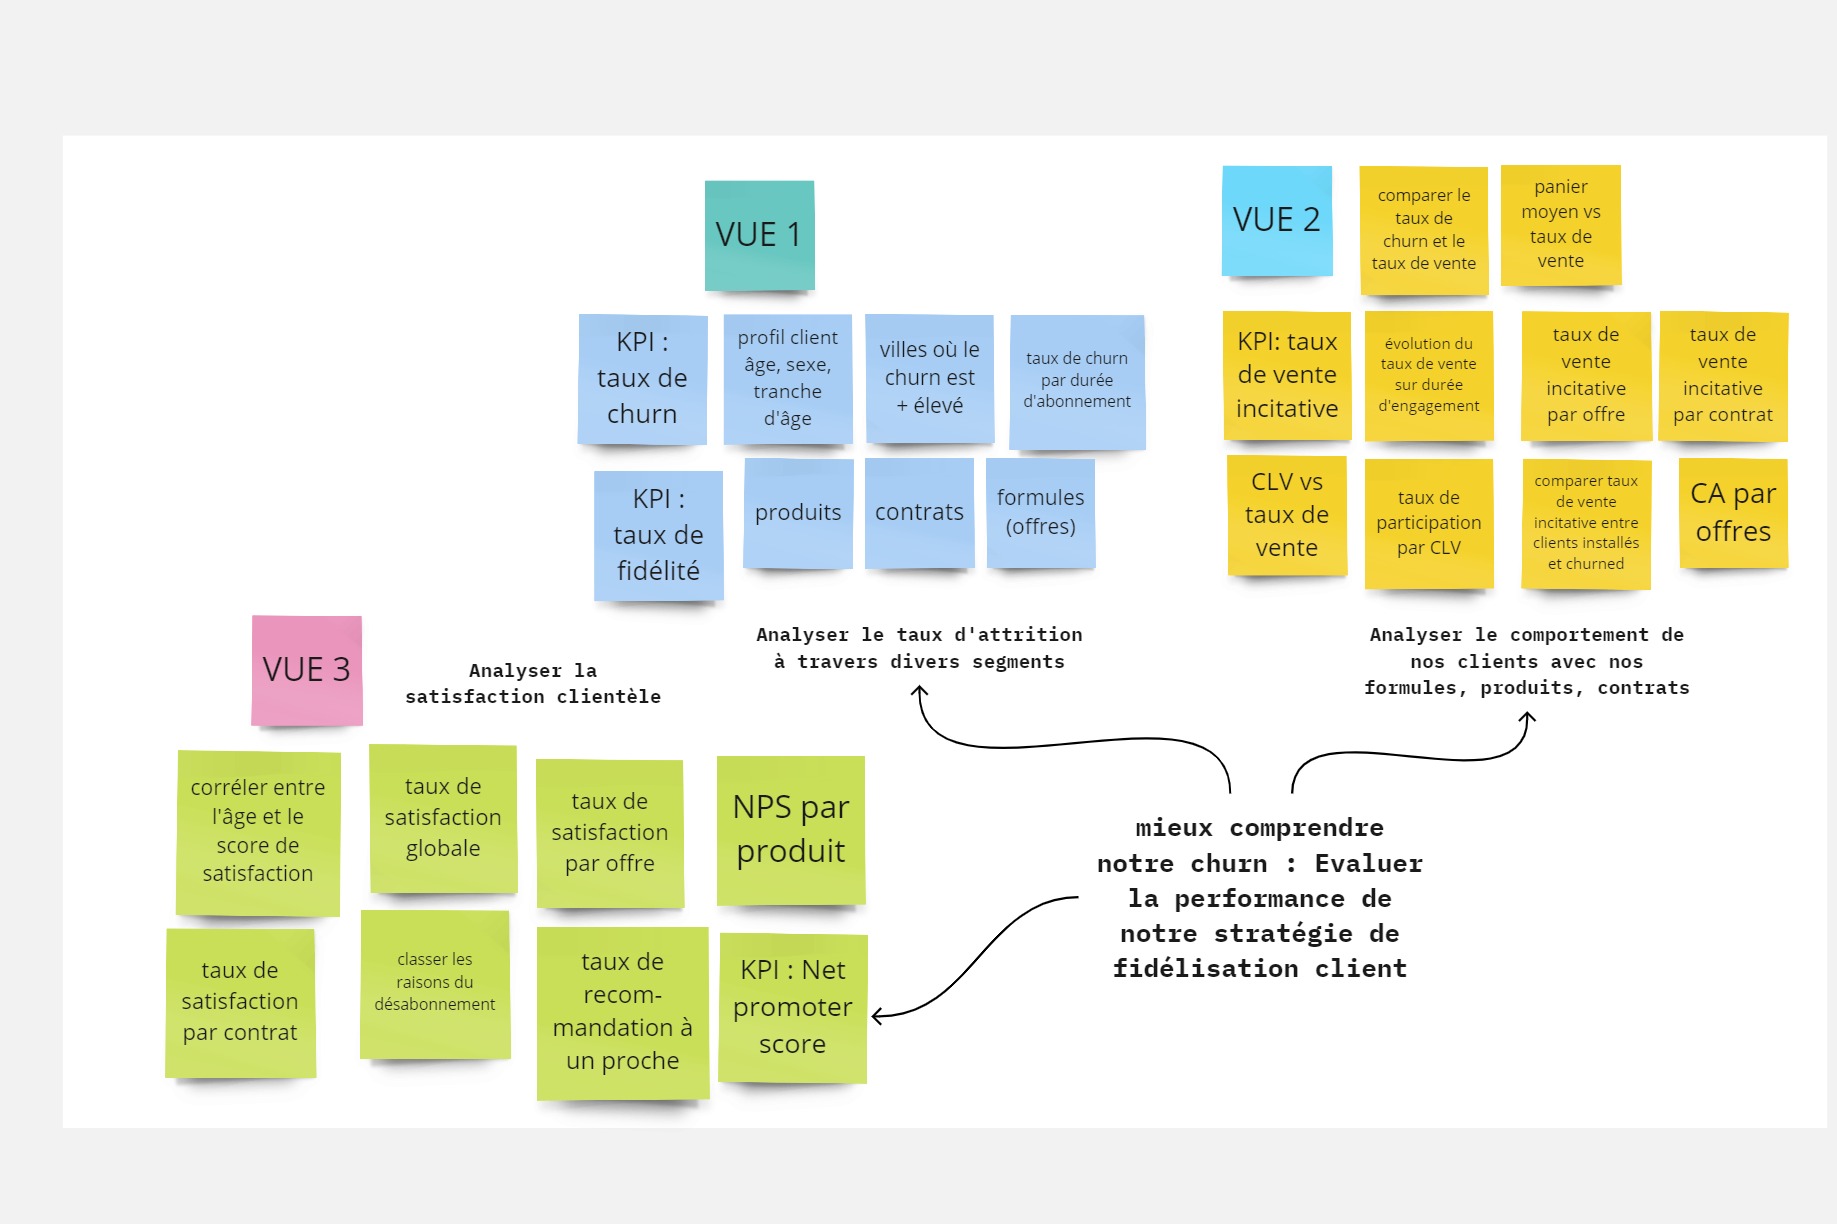 VUE 1
KPI :
taux de
churn
profil client
âge, sexe,
tranche
d'âge
villes où le
churn est
+ élevé
taux de churn
par durée
d'abonnement
KPI :
taux de
fidélité
produits
contrats
formules
(offres)
Analyser le taux d'attrition
à travers divers segments
VUE 2
comparer le
taux de
churn et le
taux de vente
panier
moyen vs
taux de
vente
KPI: taux
de vente
incitative
évolution du
taux de vente
sur durée
d'engagement
taux de
vente
incitative
par offre
taux de
vente
incitative
par contrat
CLV vs
taux de
vente
taux de
participation
par CLV
comparer taux
de vente
incitative entre
clients installés
et churned
CA par
offres
Analyser le comportement de
nos clients avec nos
formules, produits, contrats
VUE 3
Analyser la
satisfaction clientèle
corréler entre
l'âge et le
score de
satisfaction
taux de
satisfaction
globale
taux de
satisfaction
par offre
NPS par
produit
taux de
satisfaction
par contrat
classer les
raisons du
désabonnement
taux de
recom-
mandation à
un proche
KPI : Net
promoter
score
mieux comprendre
notre churn : Evaluer
la performance de
notre stratégie de
fidélisation client